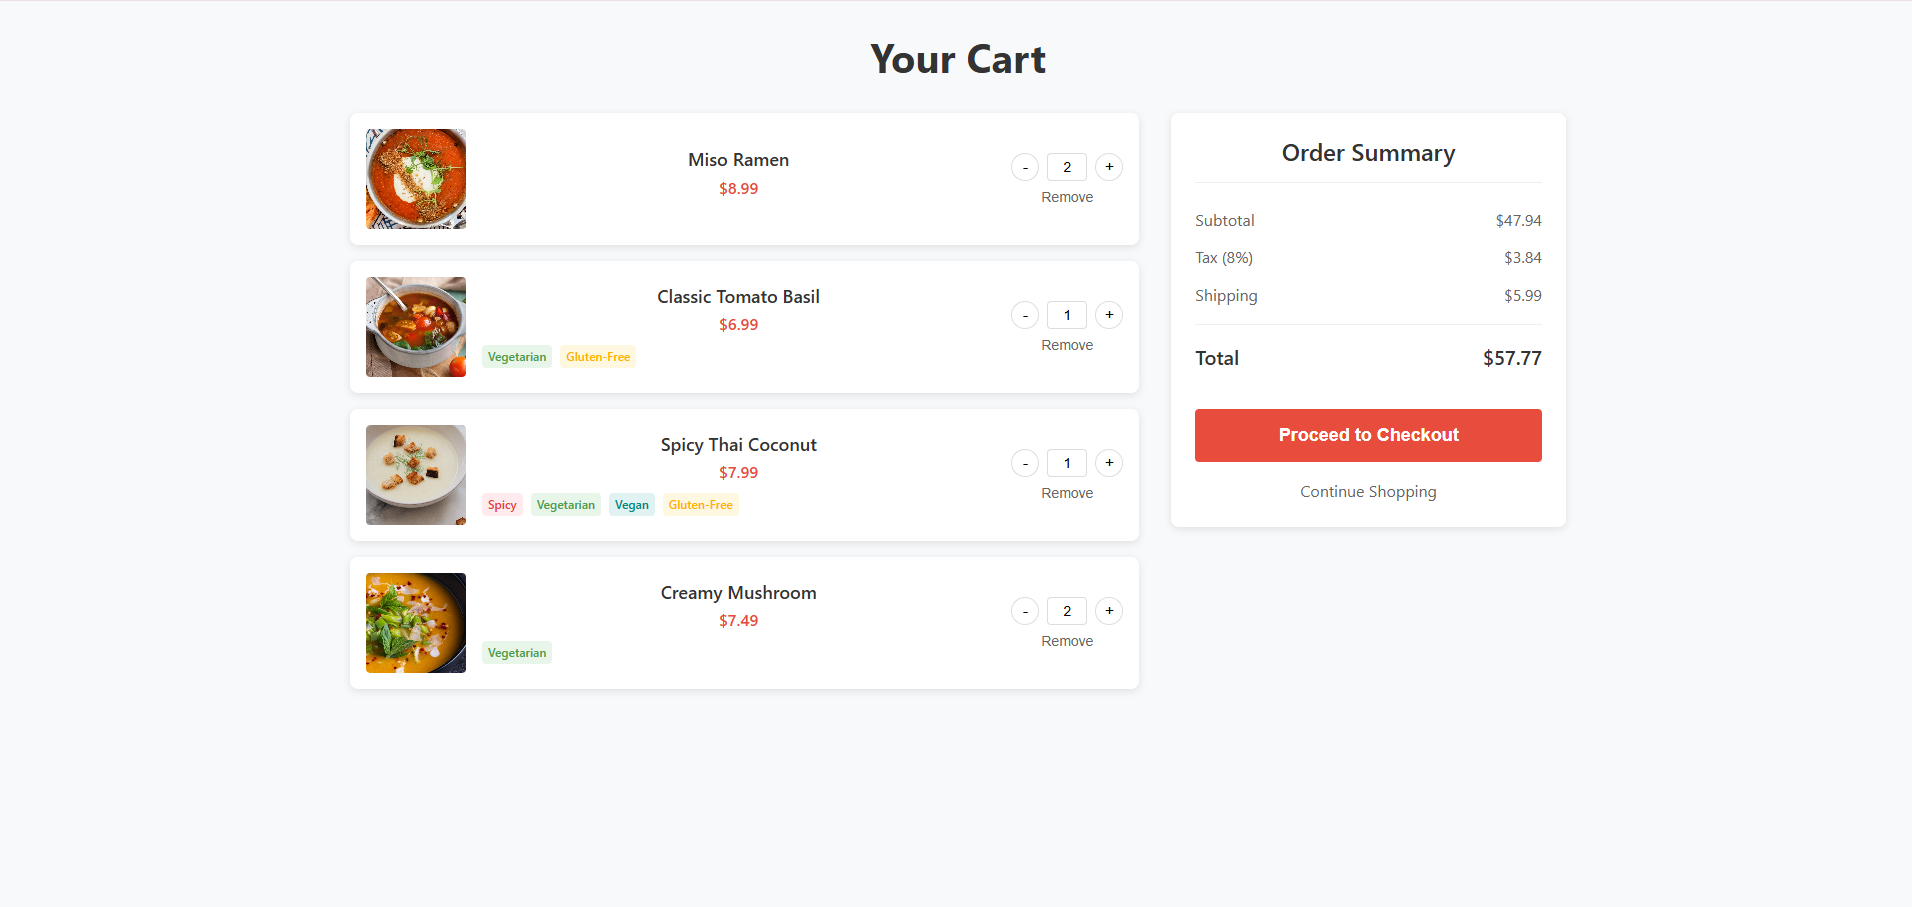 Your Cart
Miso Ramen
$8.99
- 2 +
Remove
Classic Tomato Basil
$6.99
Vegetarian Gluten-Free
- 1 +
Remove
Spicy Thai Coconut
$7.99
Spicy Vegetarian Vegan Gluten-Free
- 1 +
Remove
Creamy Mushroom
$7.49
Vegetarian
- 2 +
Remove
Order Summary
Subtotal $47.94
Tax (8%) $3.84
Shipping $5.99
Total $57.77
Proceed to Checkout
Continue Shopping